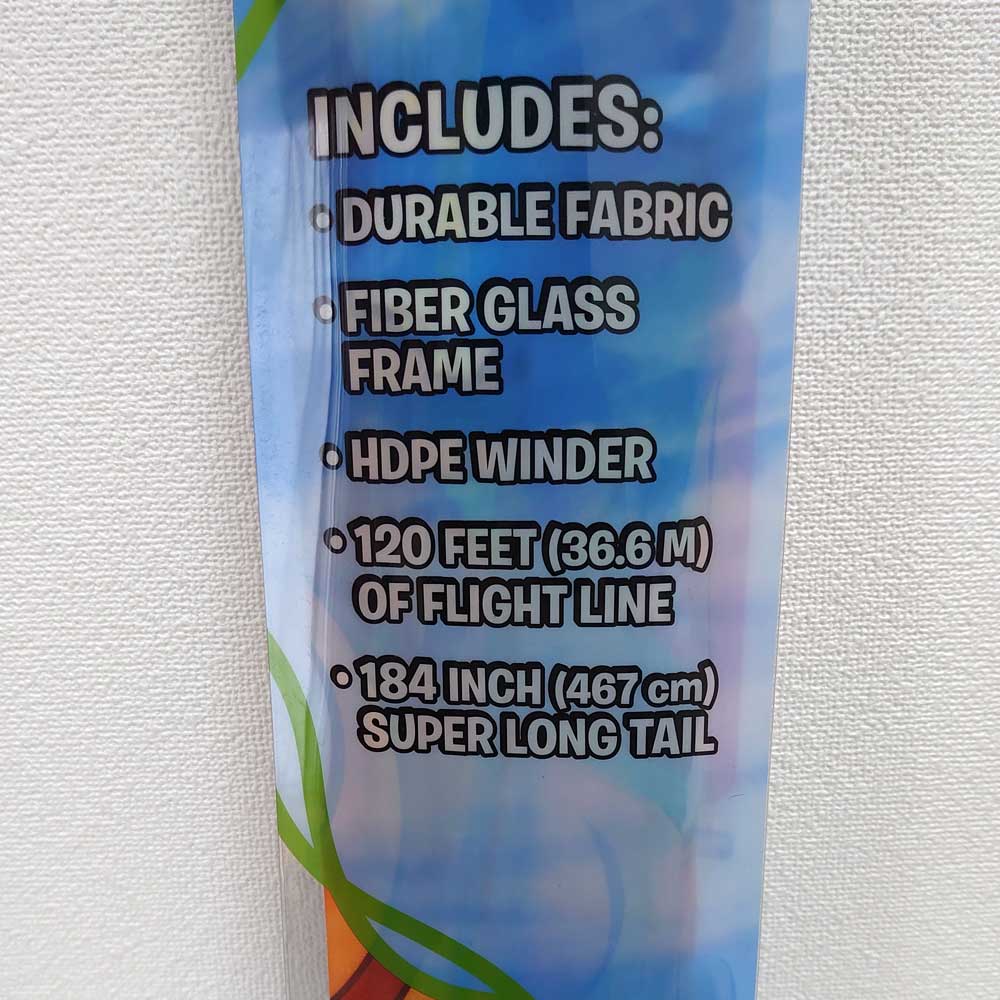 INCLUDES:
• DURABLE FABRIC
• FIBER GLASS
FRAME
• HDPE WINDER
• 120 FEET (36.6 M)
OF FLIGHT LINE
• 184 INCH (467 cm)
SUPER LONG TAIL